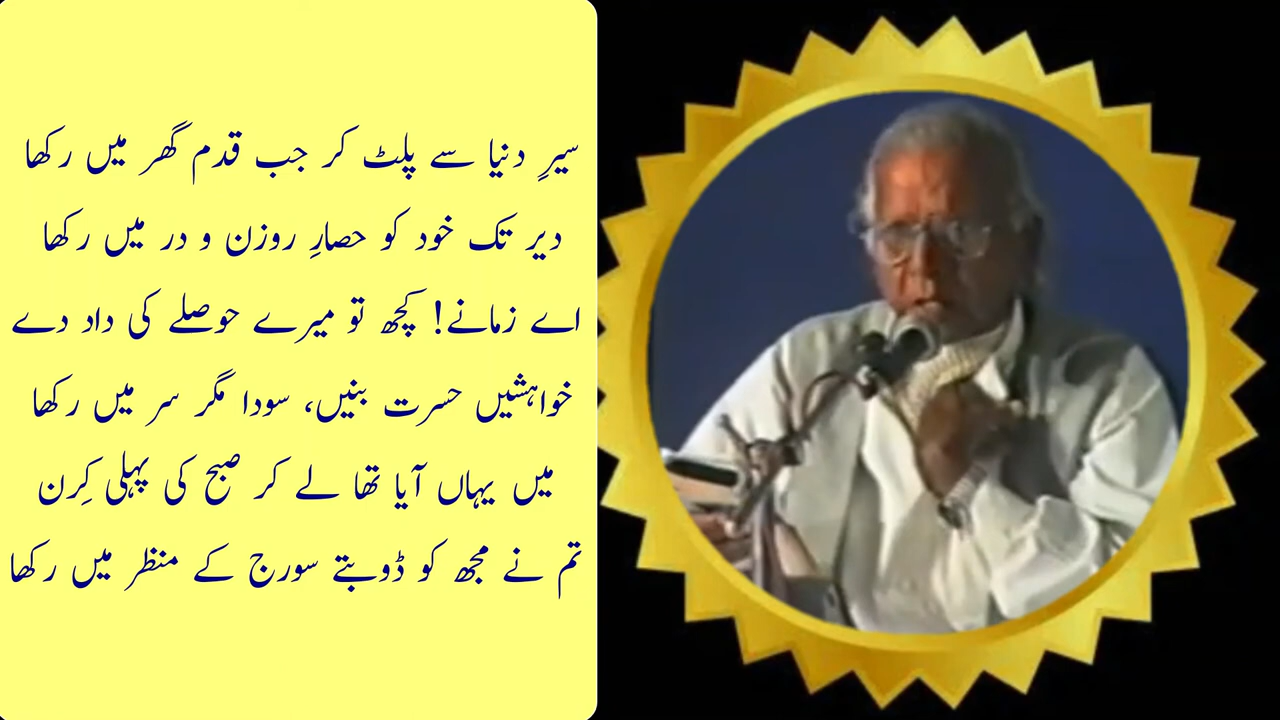 سیرِ دنیا سے پلٹ کر جب قدم گھر میں رکھا
دیر تک خود کو حصارِ روزن و در میں رکھا
اے زمانے! کچھ تو میرے حوصلے کی داد دے
خواہشیں حسرت بنیں، سودا مگر سر میں رکھا
میں یہاں آیا تھا لے کر صبح کی پہلی کِرن
تم نے مجھ کو ڈوبتے سورج کے منظر میں رکھا